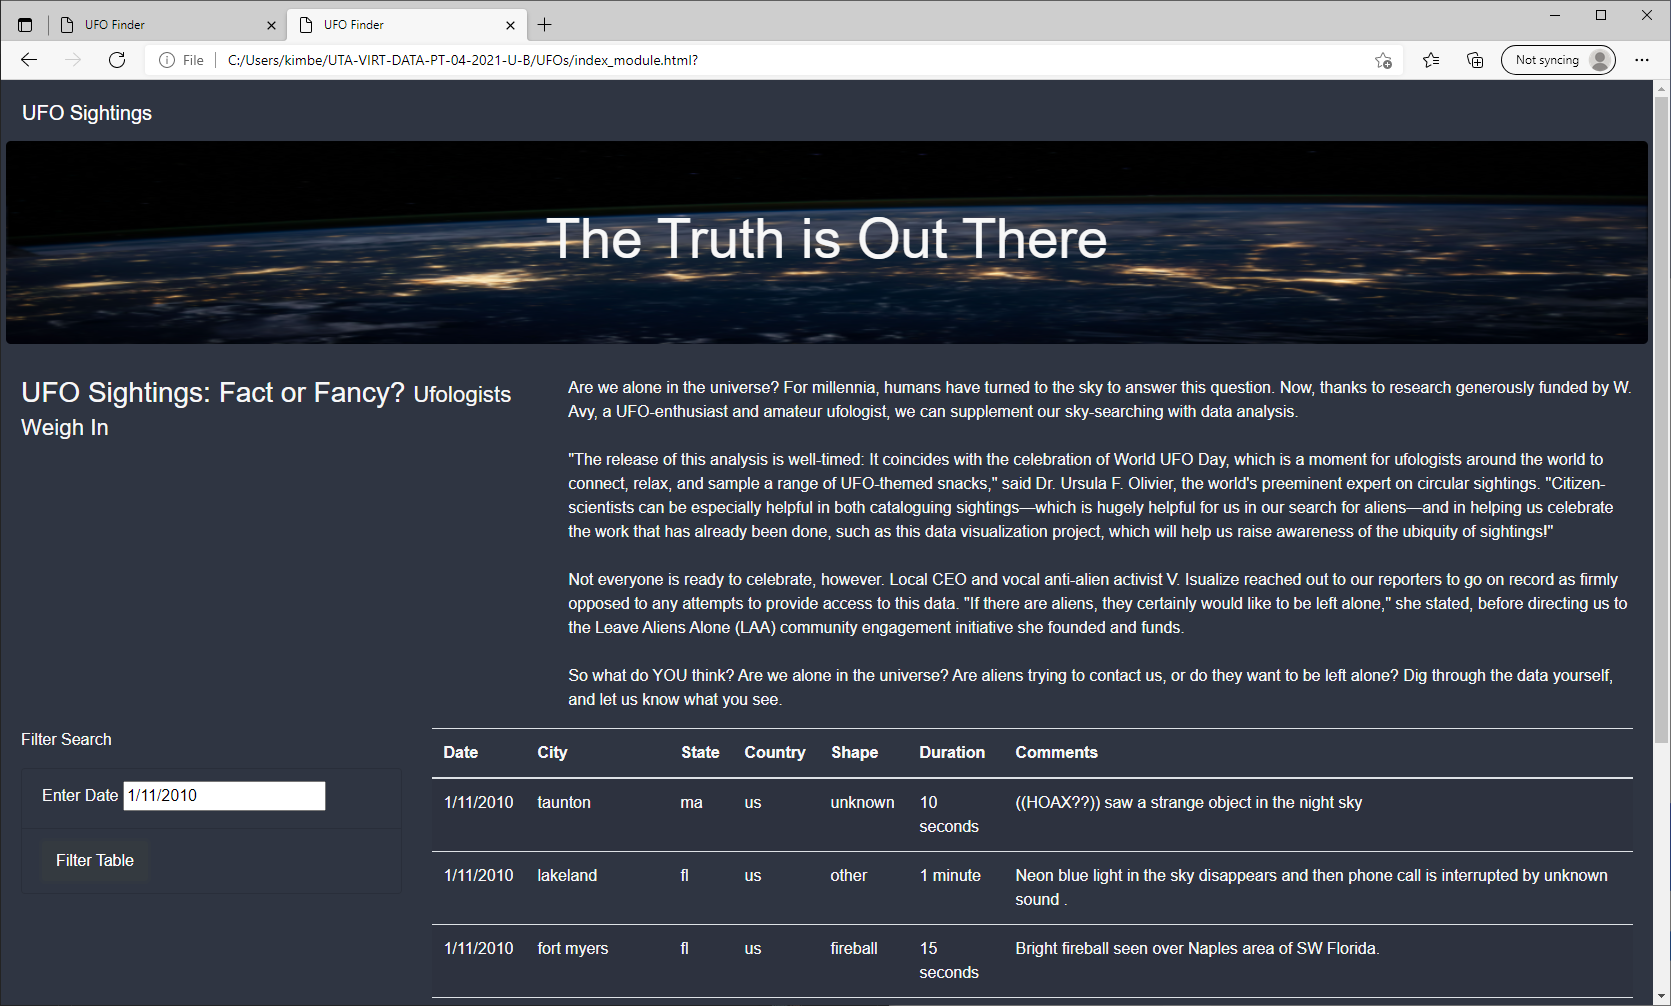 UFO Finder
UFO Finder
File
C:/Users/kimbe/UTA-VIRT-DATA-PT-04-2021-U-B/UFOs/index_module.html?
Not syncing
UFO Sightings
The Truth is Out There
UFO Sightings: Fact or Fancy? Ufologists
Weigh In
Are we alone in the universe? For millennia, humans have turned to the sky to answer this question. Now, thanks to research generously funded by W.
Avy, a UFO-enthusiast and amateur ufologist, we can supplement our sky-searching with data analysis.
"The release of this analysis is well-timed: It coincides with the celebration of World UFO Day, which is a moment for ufologists around the world to
connect, relax, and sample a range of UFO-themed snacks," said Dr. Ursula F. Olivier, the world's preeminent expert on circular sightings. "Citizen-
scientists can be especially helpful in both cataloguing sightings—which is hugely helpful for us in our search for aliens—and in helping us celebrate
the work that has already been done, such as this data visualization project, which will help us raise awareness of the ubiquity of sightings!"
Not everyone is ready to celebrate, however. Local CEO and vocal anti-alien activist V. Isualize reached out to our reporters to go on record as firmly
opposed to any attempts to provide access to this data. "If there are aliens, they certainly would like to be left alone," she stated, before directing us to
the Leave Aliens Alone (LAA) community engagement initiative she founded and funds.
So what do YOU think? Are we alone in the universe? Are aliens trying to contact us, or do they want to be left alone? Dig through the data yourself,
and let us know what you see.
Filter Search
Enter Date 1/11/2010
Filter Table
Date City State Country Shape Duration Comments
1/11/2010 taunton ma us unknown 10 ((HOAX??)) saw a strange object in the night sky
seconds
1/11/2010 lakeland fl us other 1 minute Neon blue light in the sky disappears and then phone call is interrupted by unknown
sound .
1/11/2010 fort myers fl us fireball 15 Bright fireball seen over Naples area of SW Florida.
seconds